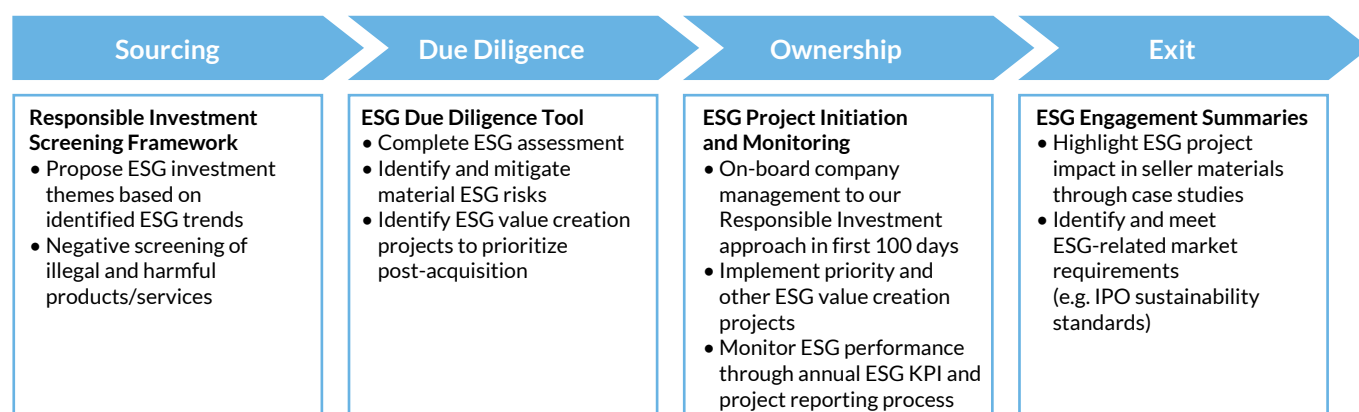 Sourcing
Due Diligence
Ownership
Exit
Responsible Investment
Screening Framework
• Propose ESG investment
themes based on
identified ESG trends
• Negative screening of
illegal and harmful
products/services
ESG Due Diligence Tool
• Complete ESG assessment
• Identify and mitigate
material ESG risks
• Identify ESG value creation
projects to prioritize
post-acquisition
ESG Project Initiation
and Monitoring
• On-board company
management to our
Responsible Investment
approach in first 100 days
• Implement priority and
other ESG value creation
projects
• Monitor ESG performance
through annual ESG KPI and
project reporting process
ESG Engagement Summaries
• Highlight ESG project
impact in seller materials
through case studies
• Identify and meet
ESG-related market
requirements
(e.g. IPO sustainability
standards)